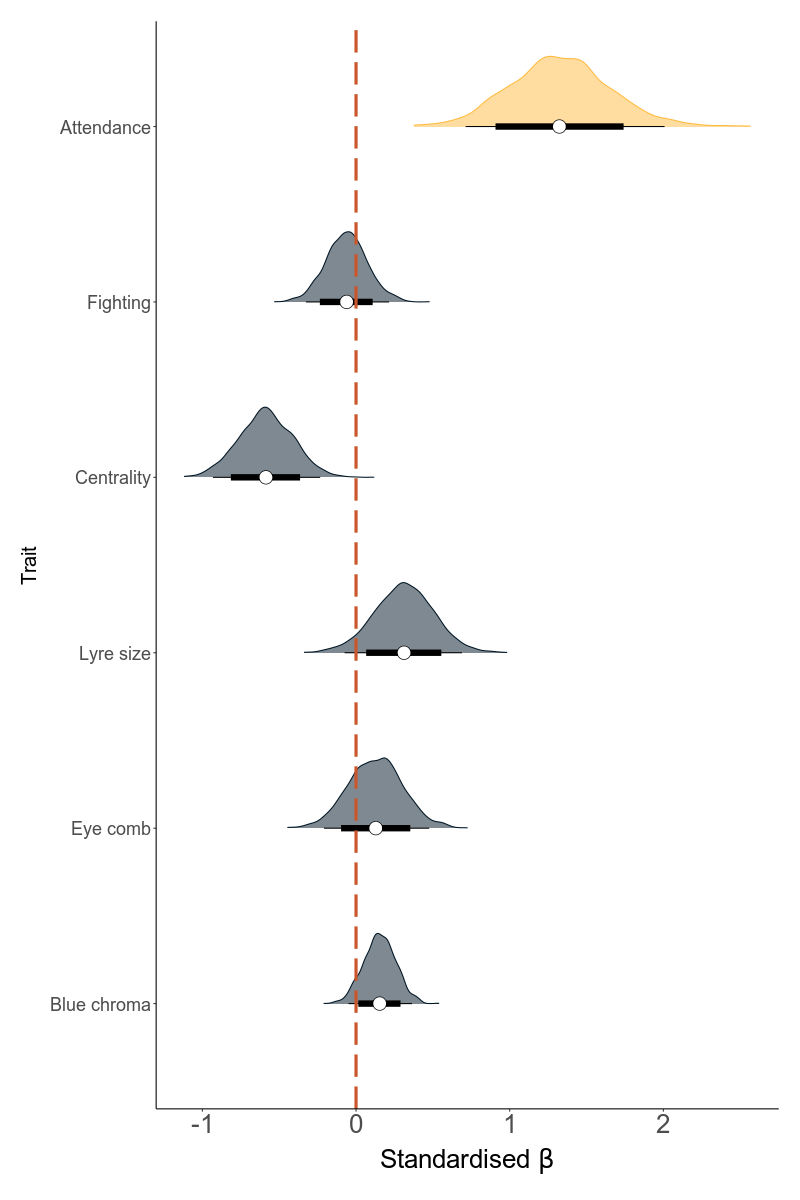 Trait
Attendance
Fighting
Centrality
Lyre size
Eye comb
Blue chroma
-1 0 1 2
Standardised β